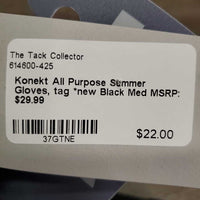 The Tack Collector
614600-425
Konekt All Purpose Summer
Gloves, tag *new Black Med MSRP:
$29.99
37GTNE
$22.00